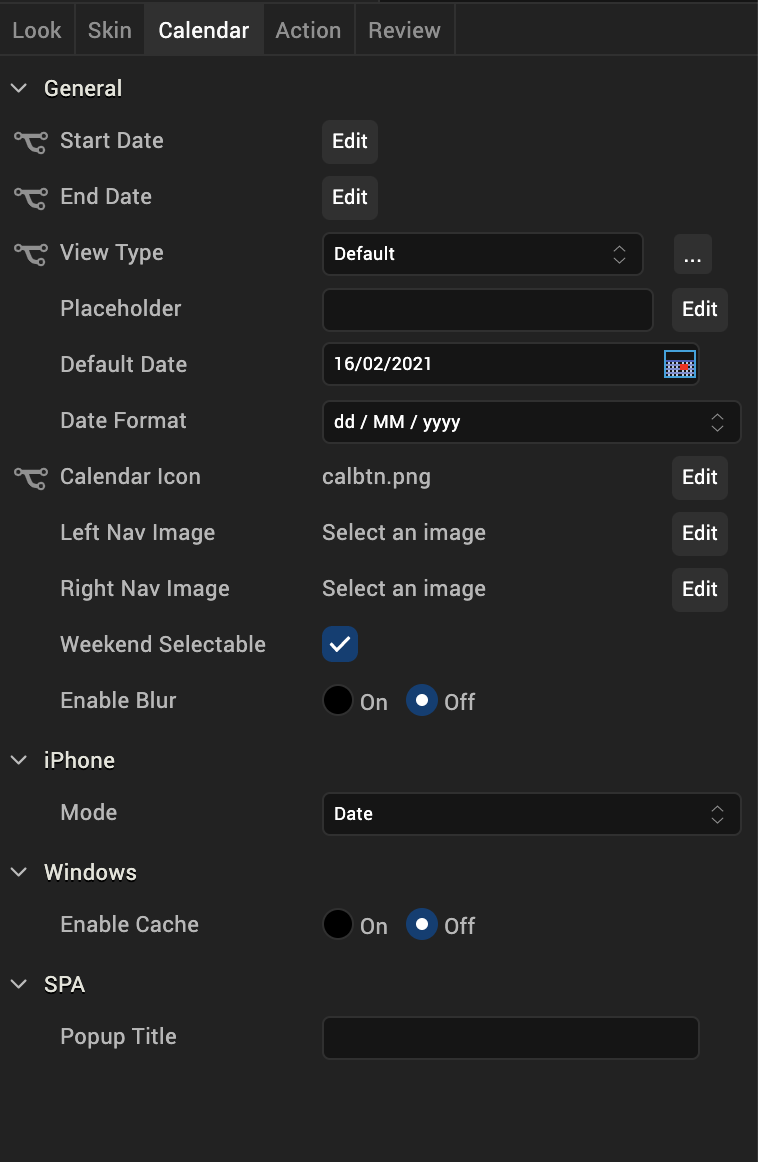 Look Skin Calendar Action Review
General
Start Date Edit
End Date Edit
View Type Default ...
Placeholder Edit
Default Date 16/02/2021
Date Format dd / MM / yyyy
Calendar Icon calbtn.png Edit
Left Nav Image Select an image Edit
Right Nav Image Select an image Edit
Weekend Selectable
Enable Blur On Off
iPhone
Mode Date
Windows
Enable Cache On Off
SPA
Popup Title